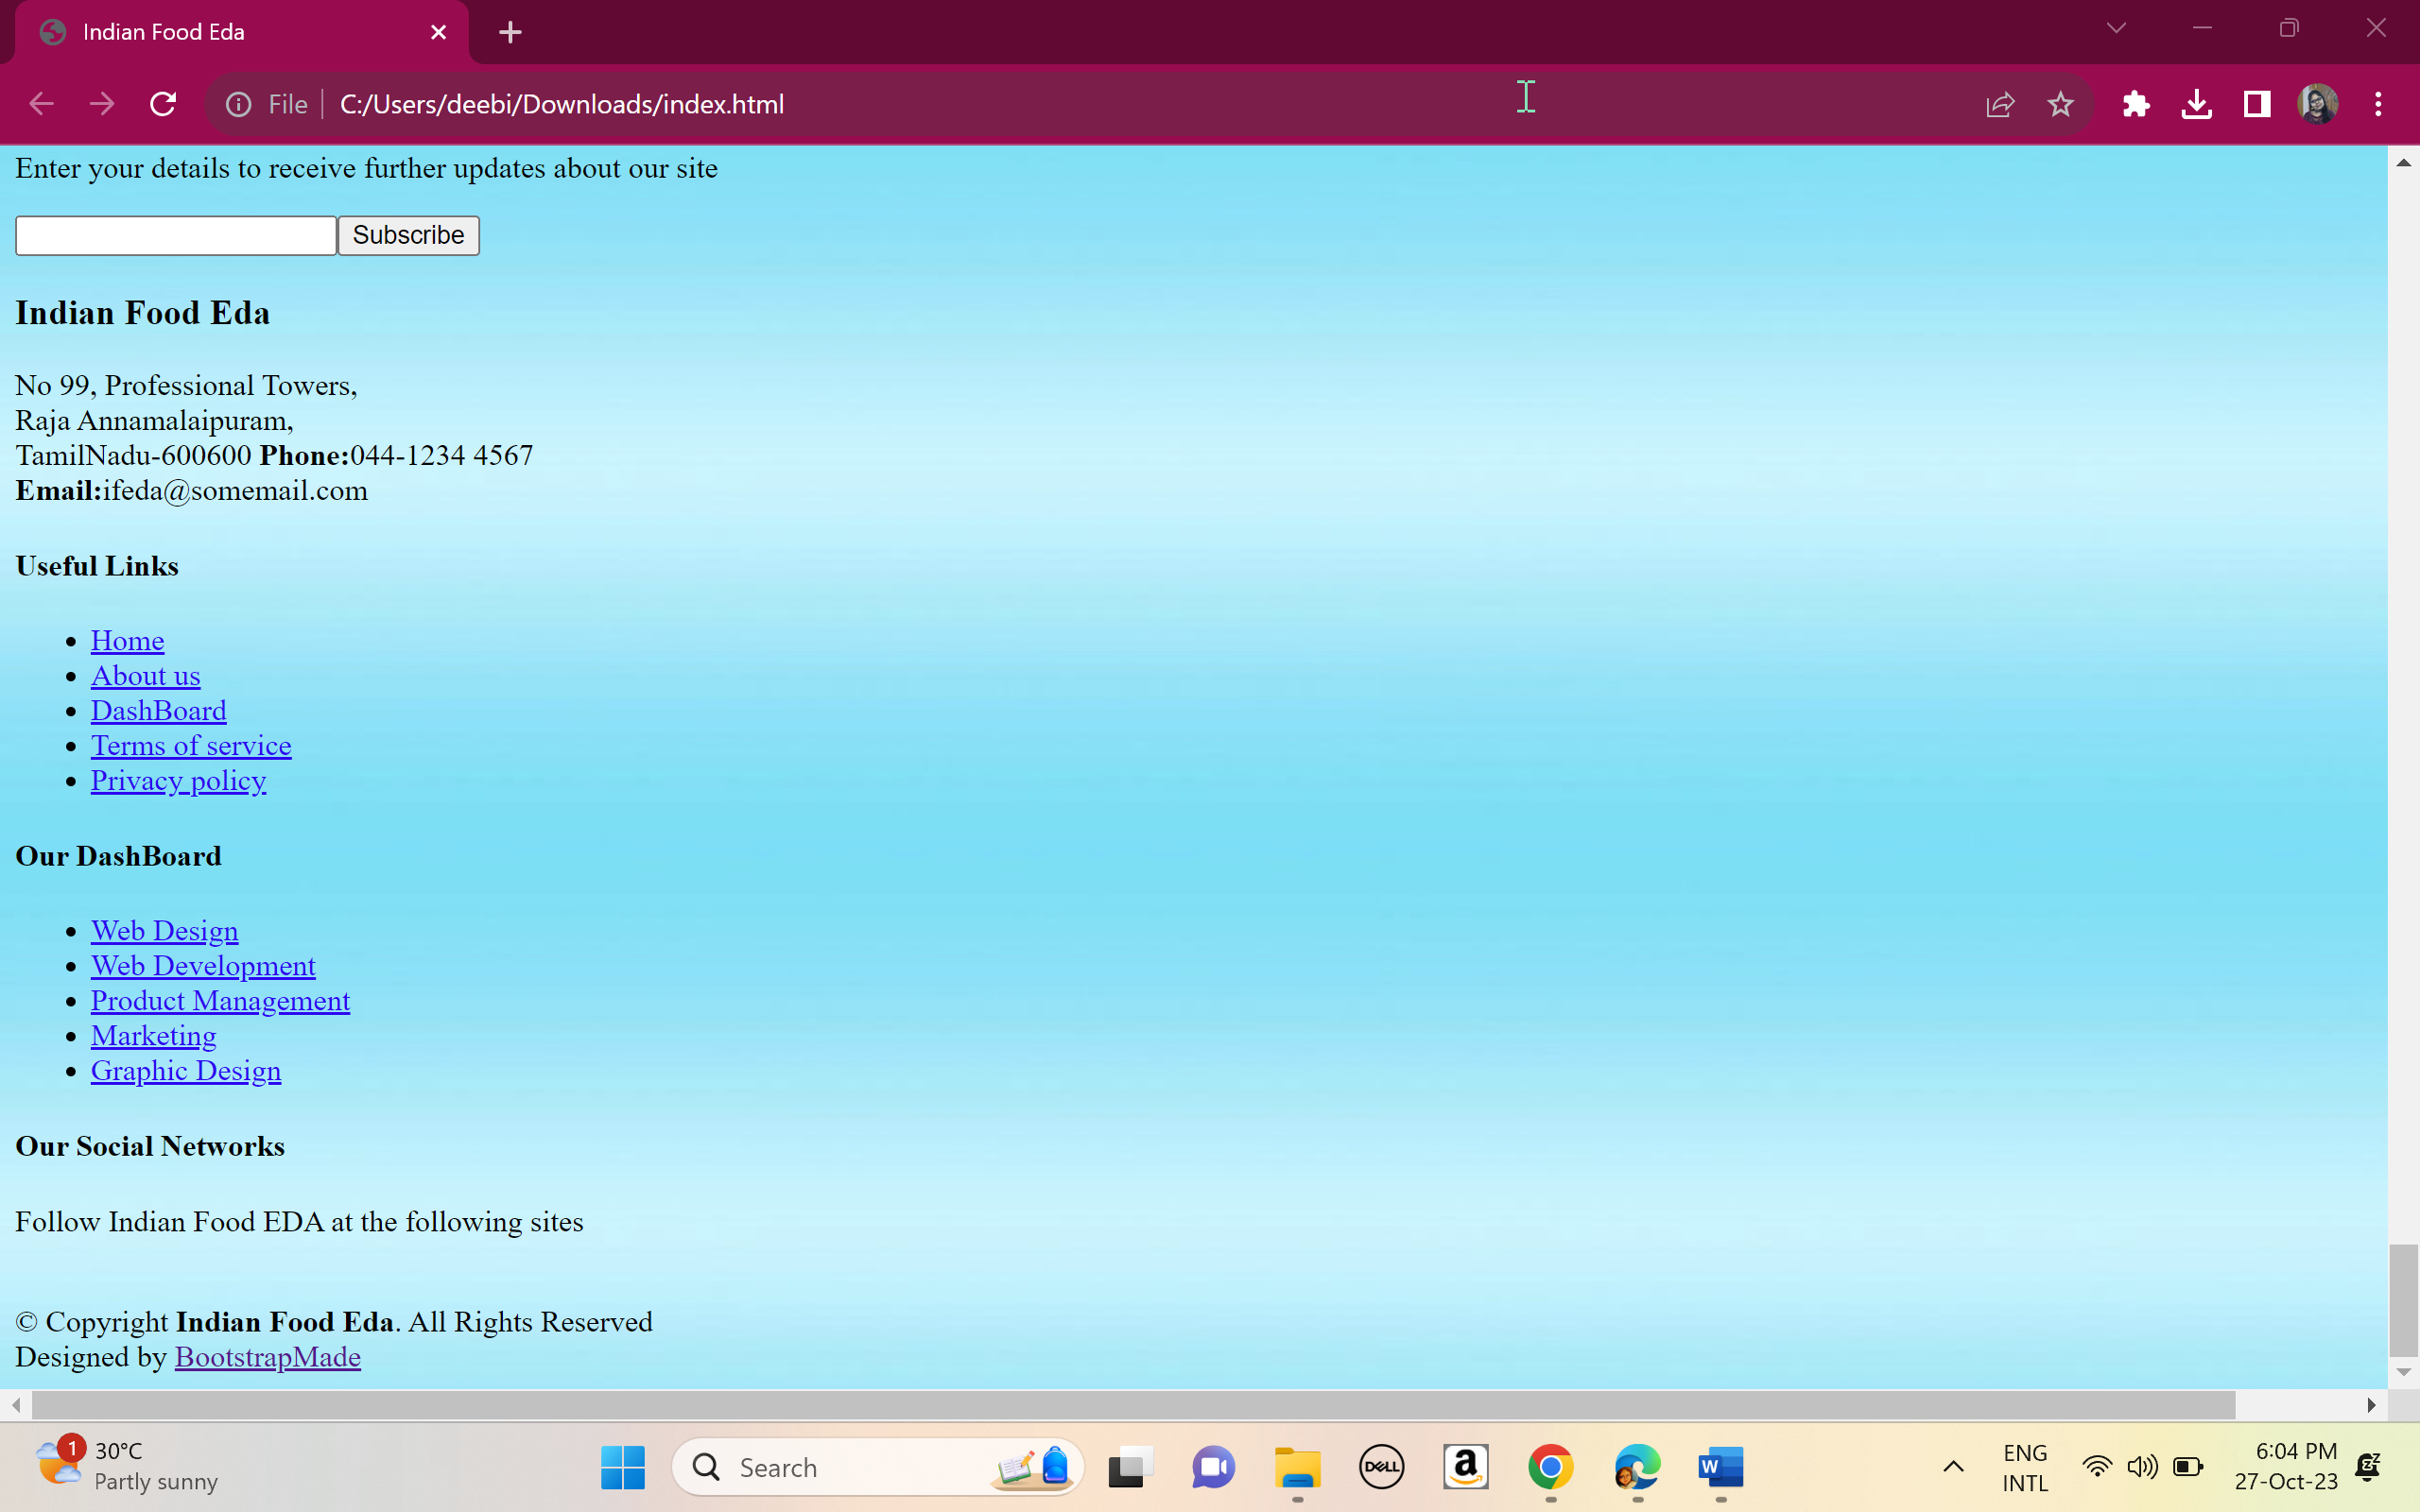 Indian Food Eda
File
C:/Users/deebi/Downloads/index.html
Enter your details to receive further updates about our site
Subscribe
Indian Food Eda
No 99, Professional Towers,
Raja Annamalaipuram,
TamilNadu-600600 Phone:044-1234 4567
Email:ifeda@somemail.com
Useful Links
Home
About us
DashBoard
Terms of service
Privacy policy
Our DashBoard
Web Design
Web Development
Product Management
Marketing
Graphic Design
Our Social Networks
Follow Indian Food EDA at the following sites
© Copyright Indian Food Eda. All Rights Reserved
Designed by BootstrapMade
1
30°C
Partly sunny
Search
DELL
a
W
ENG
INTL
6:04 PM
27-Oct-23